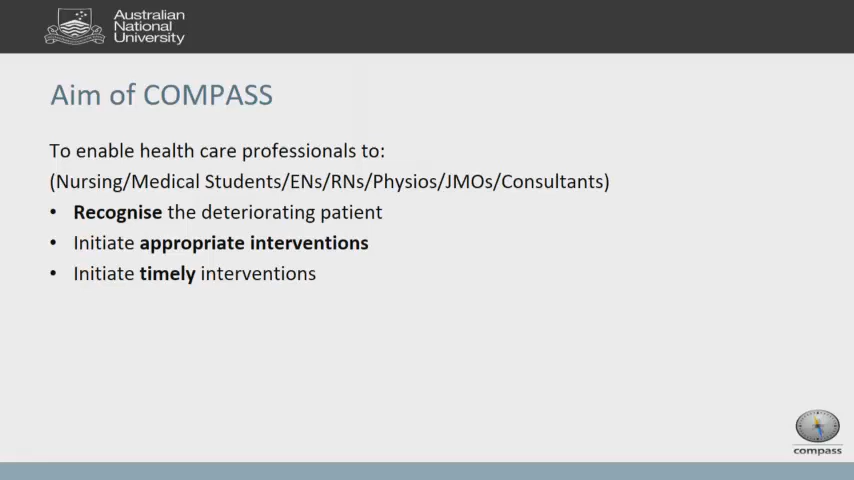 Australian
National
University
Aim of COMPASS
To enable health care professionals to:
(Nursing/Medical Students/ENs/RNs/Physios/JMOs/Consultants)
• Recognise the deteriorating patient
• Initiate appropriate interventions
• Initiate timely interventions
compass